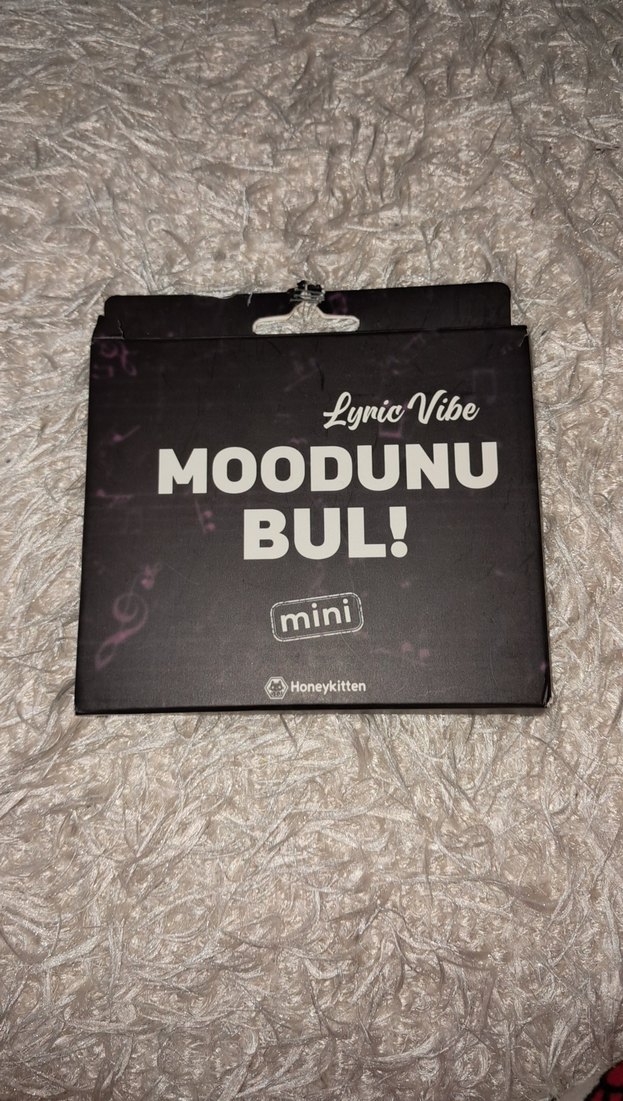 Lyric Vibe
MOODUNU
BUL!
mini
Honeykitten